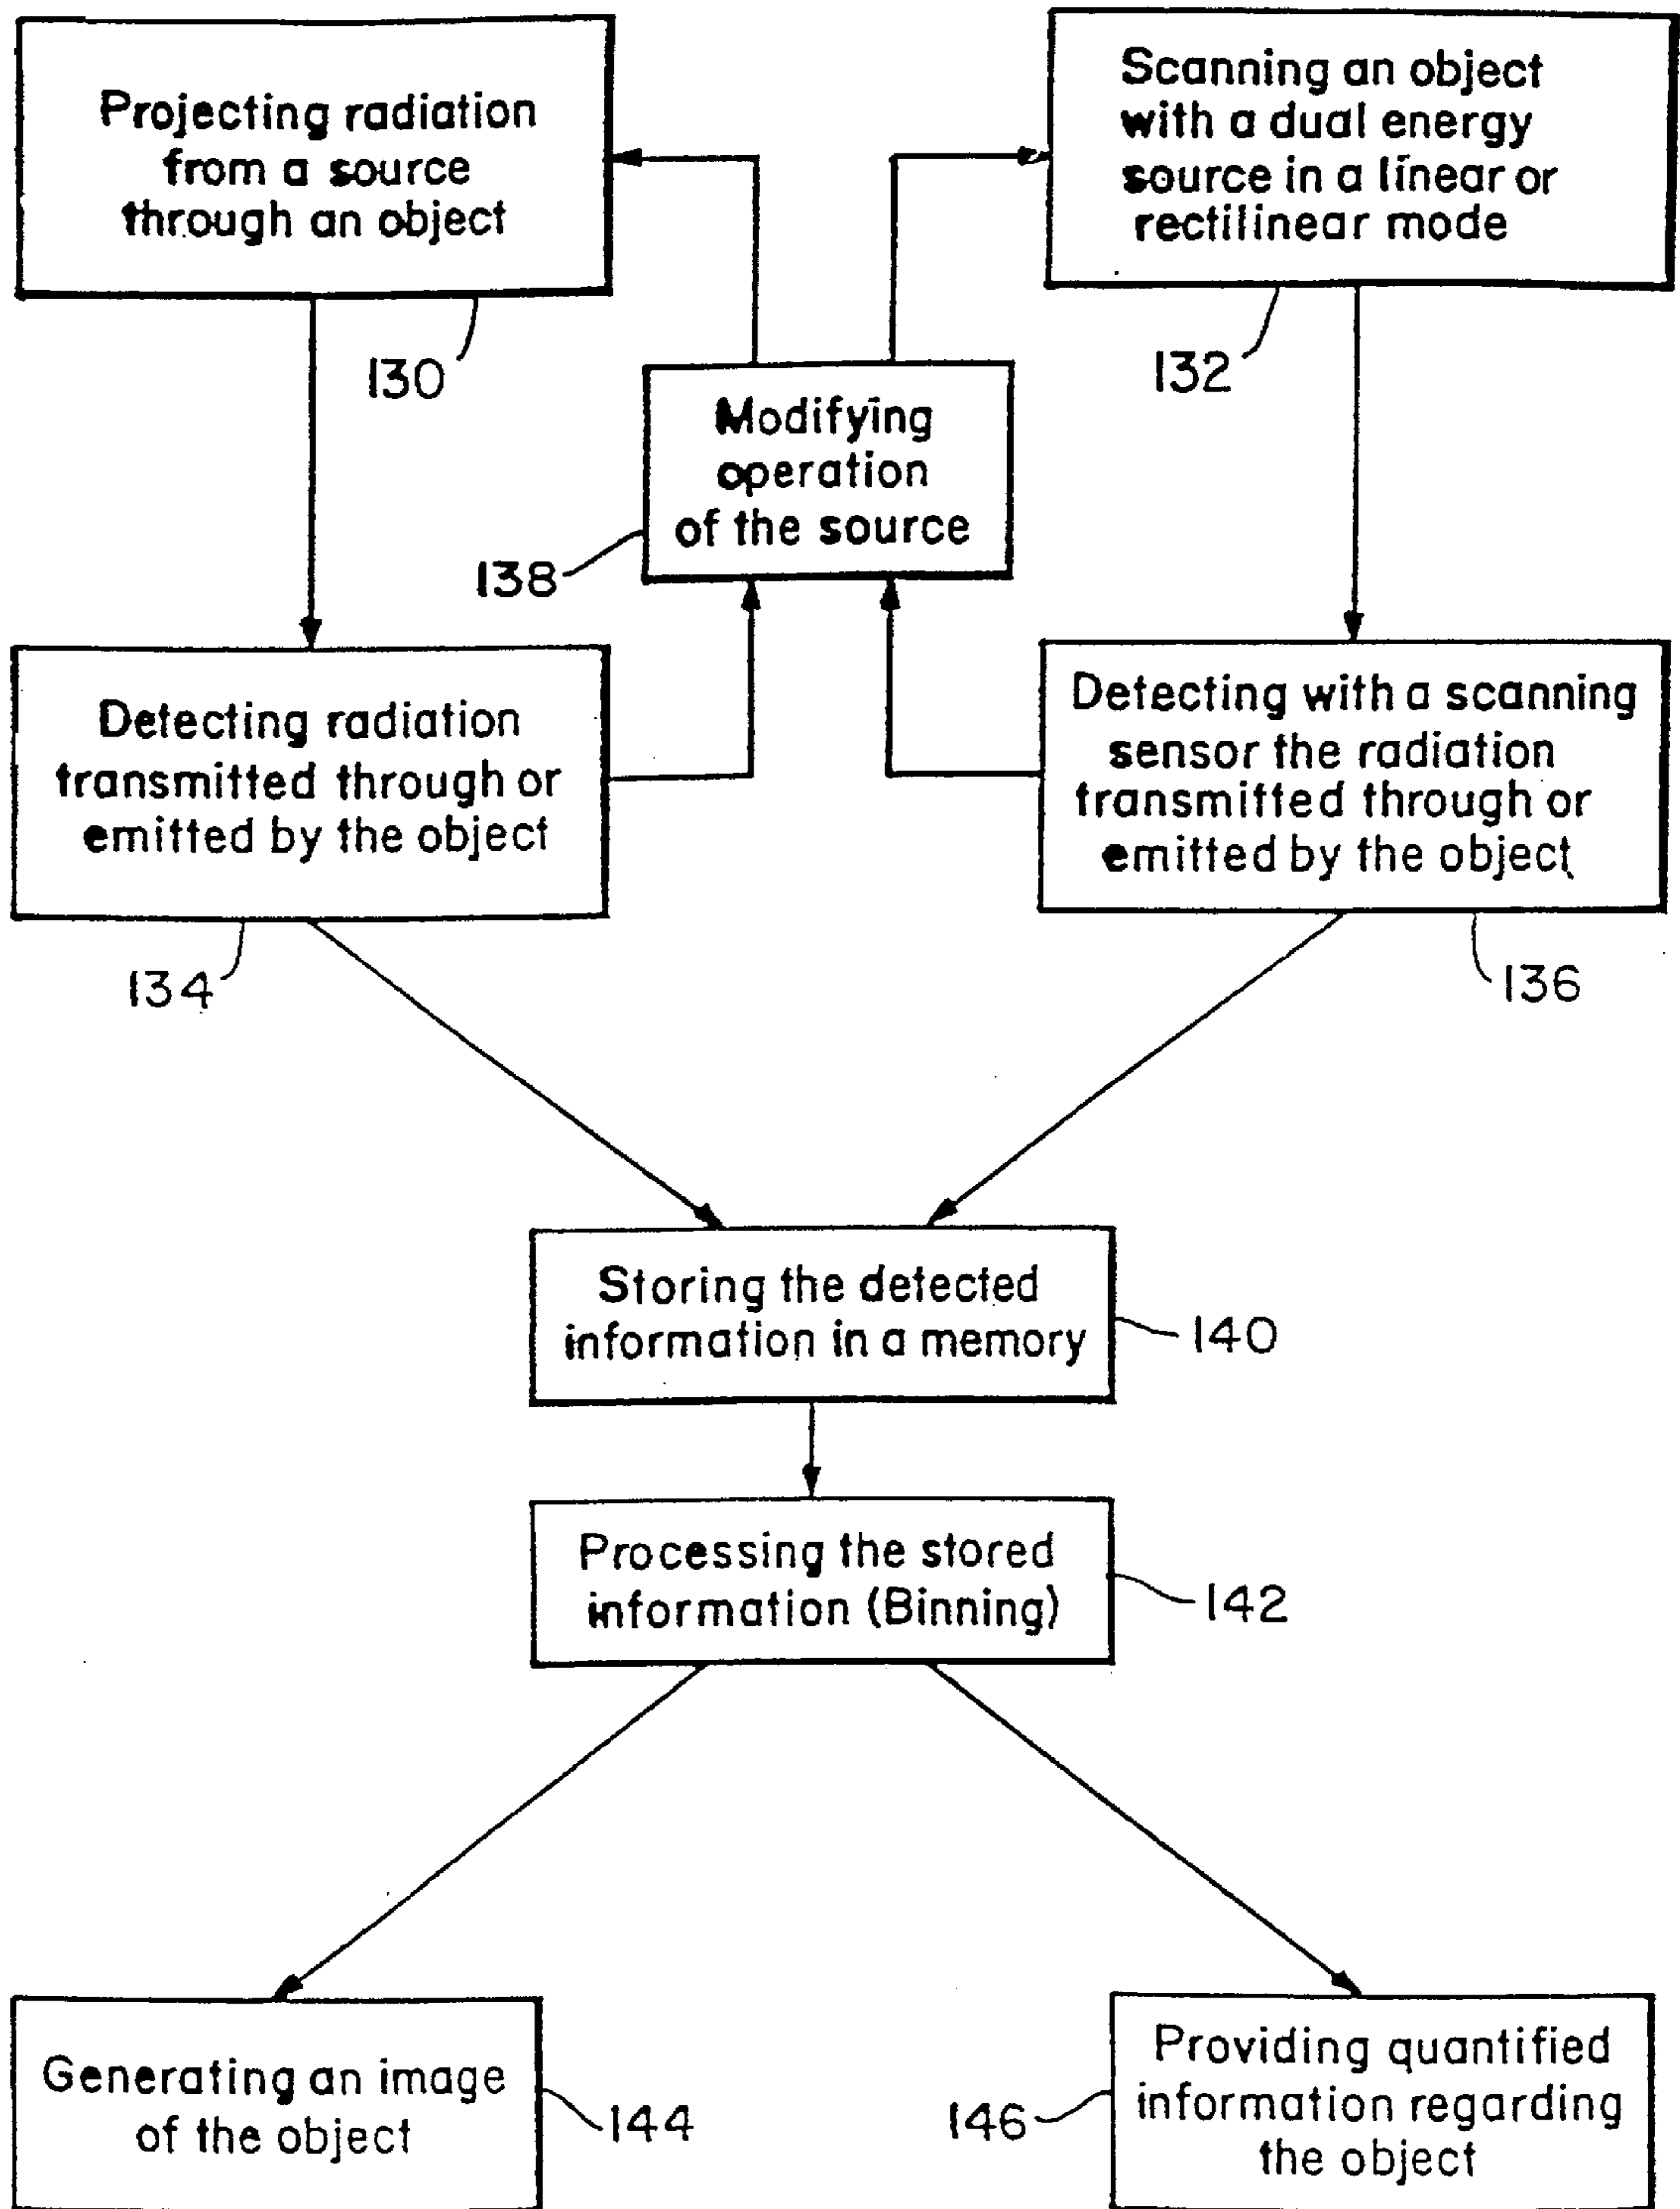 Projecting radiation
from a source
through an object
130
Scanning an object
with a dual energy
source in a linear or
rectilinear mode
132
Modifying
operation
of the source
138
Detecting radiation
transmitted through or
emitted by the object
134
Detecting with a scanning
sensor the radiation
transmitted through or
emitted by the object
136
Storing the detected
information in a memory
140
Processing the stored
information (Binning)
142
Generating an image
of the object
144
Providing quantified
information regarding
the object
146